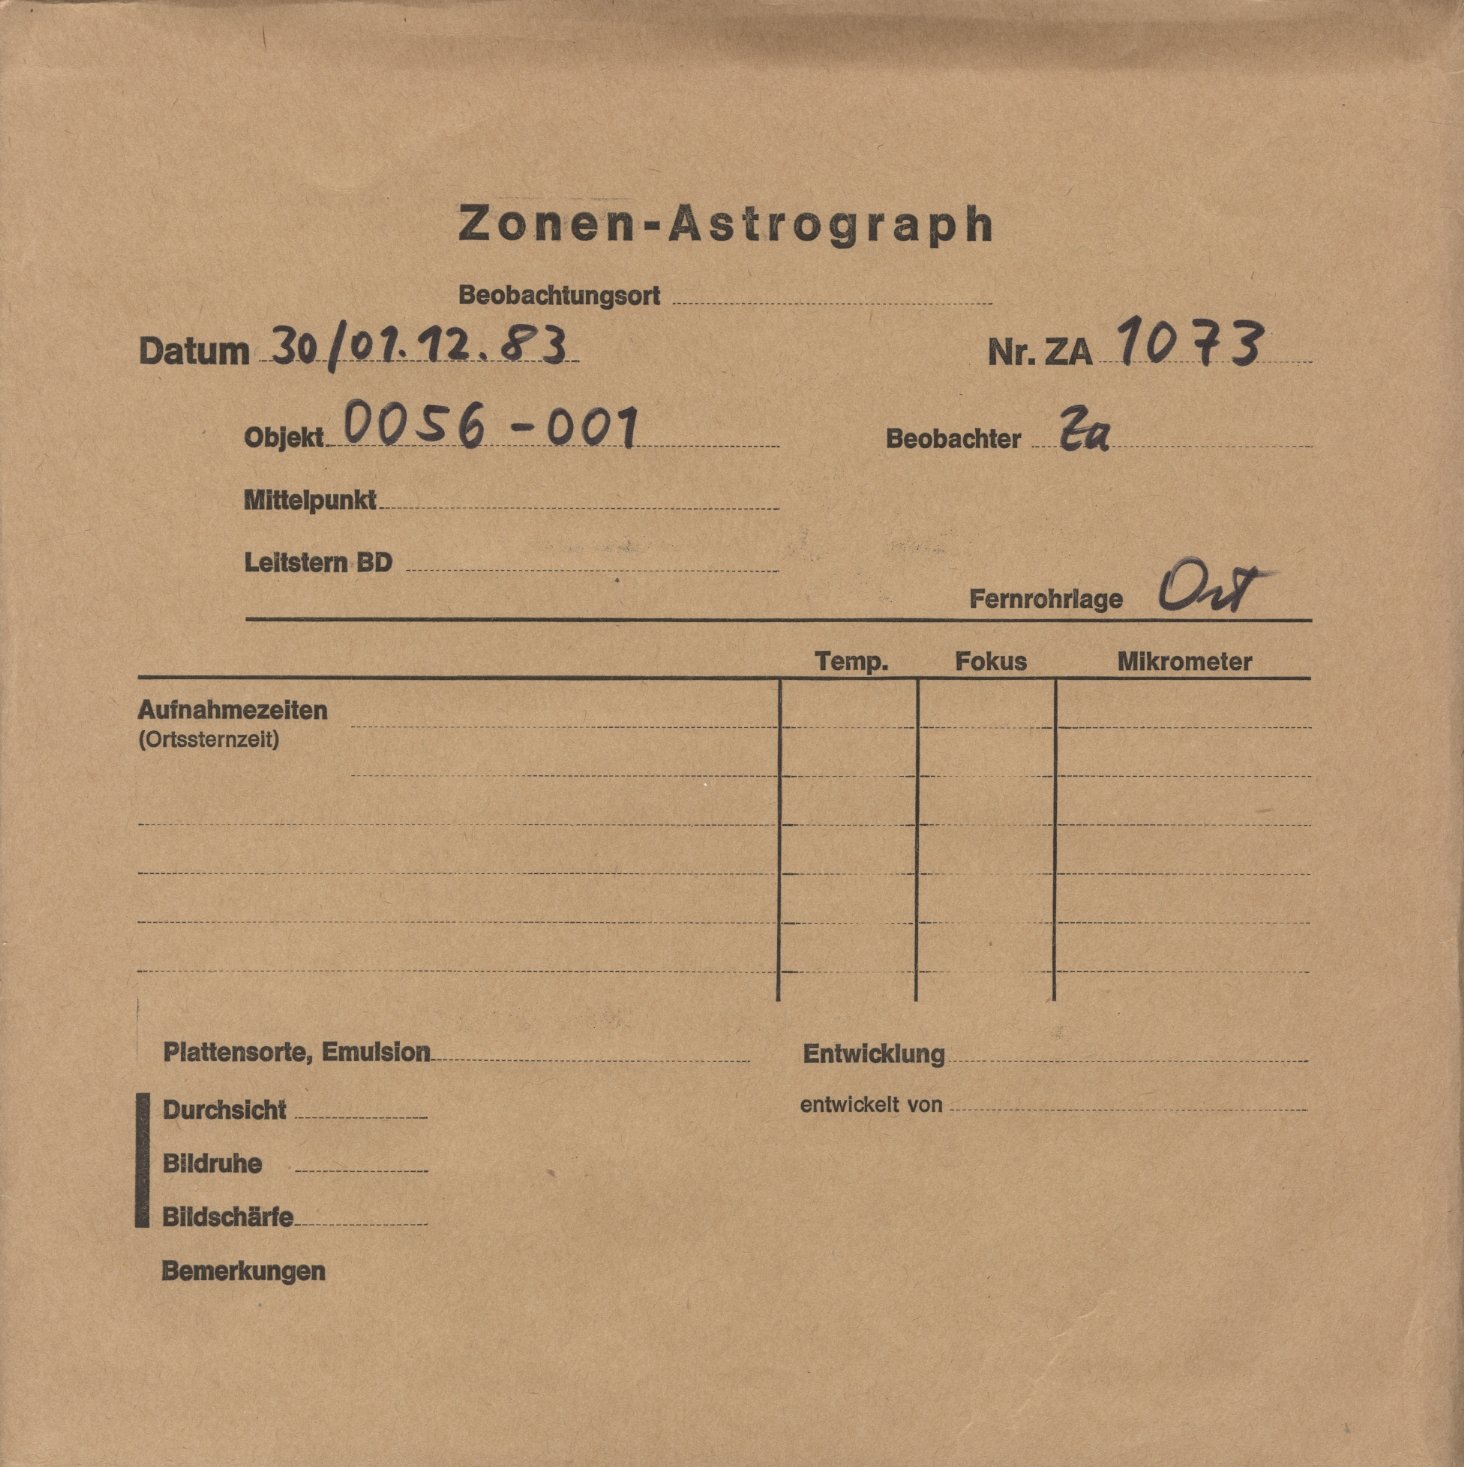 Zonen-Astrograph
Beobachtungsort
Datum 30/01.12.83 Nr. ZA 1073
Objekt 0056-001 Beobachter Za
Mittelpunkt
Leitstern BD
Fernrohrlage Ost
Temp. Fokus Mikrometer
Aufnahmezeiten
(Ortssternzeit)
Plattensorte, Emulsion Entwicklung
Durchsicht entwickelt von
Bildruhe
Bildschärfe
Bemerkungen